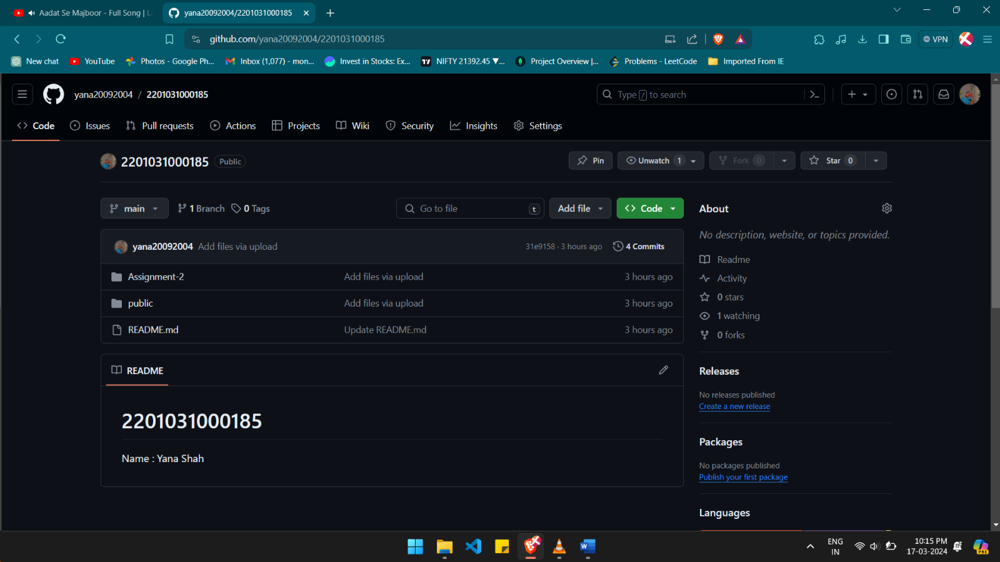 Aadat Se Majboor - Full Song |
yana20092004/2201031000185
github.com/yana20092004/2201031000185
VPN
New chat
YouTube
Photos - Google Ph...
Inbox (1,077) - mon...
Invest in Stocks: Ex...
NIFTY 21392.45 ▼...
Project Overview |...
Problems - LeetCode
Imported From IE
yana20092004 / 2201031000185
Type / to search
Code
Issues
Pull requests
Actions
Projects
Wiki
Security
Insights
Settings
2201031000185 Public
Pin
Unwatch 1
Fork 0
Star 0
main
1 Branch
0 Tags
Go to file t
Add file
Code
yana20092004 Add files via upload 31e9158 · 3 hours ago 4 Commits
Assignment-2 Add files via upload 3 hours ago
public Add files via upload 3 hours ago
README.md Update README.md 3 hours ago
README
2201031000185
Name : Yana Shah
About
No description, website, or topics provided.
Readme
Activity
0 stars
1 watching
0 forks
Releases
No releases published
Create a new release
Packages
No packages published
Publish your first package
Languages
ENG
IN
10:15 PM
17-03-2024
PRE